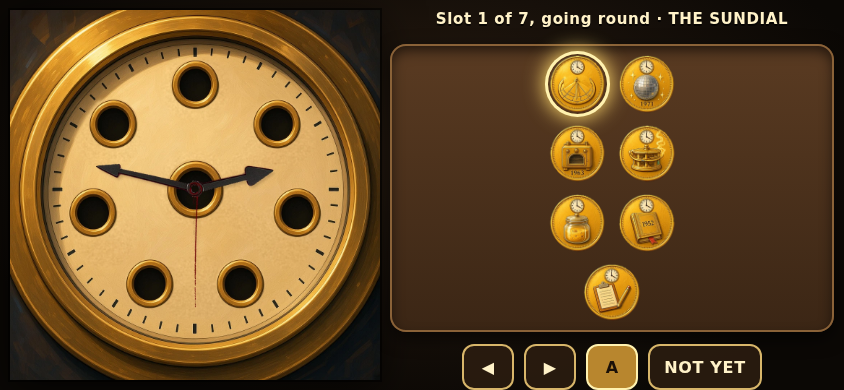 Slot 1 of 7, going round · THE SUNDIAL
1971
1963
1952
◀ ▶ A NOT YET